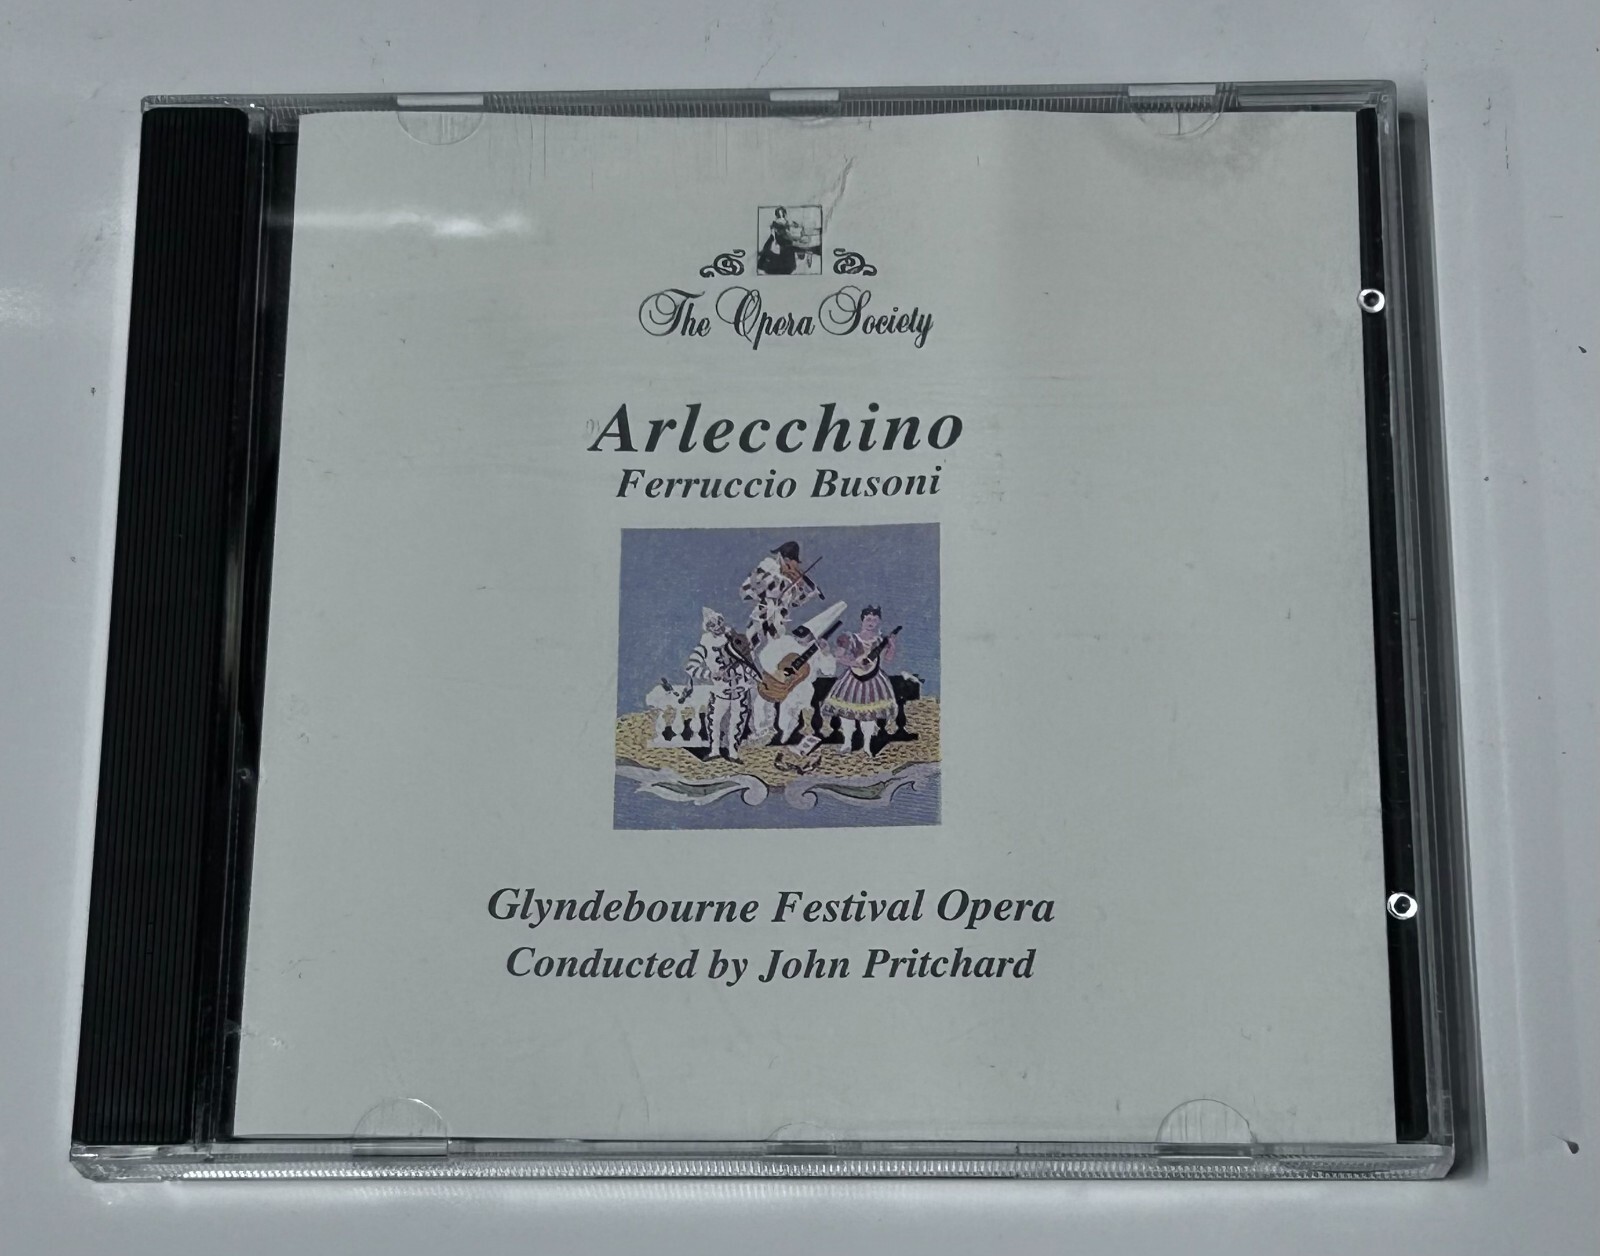 The Opera Society
Arlecchino
Ferruccio Busoni
Glyndebourne Festival Opera
Conducted by John Pritchard